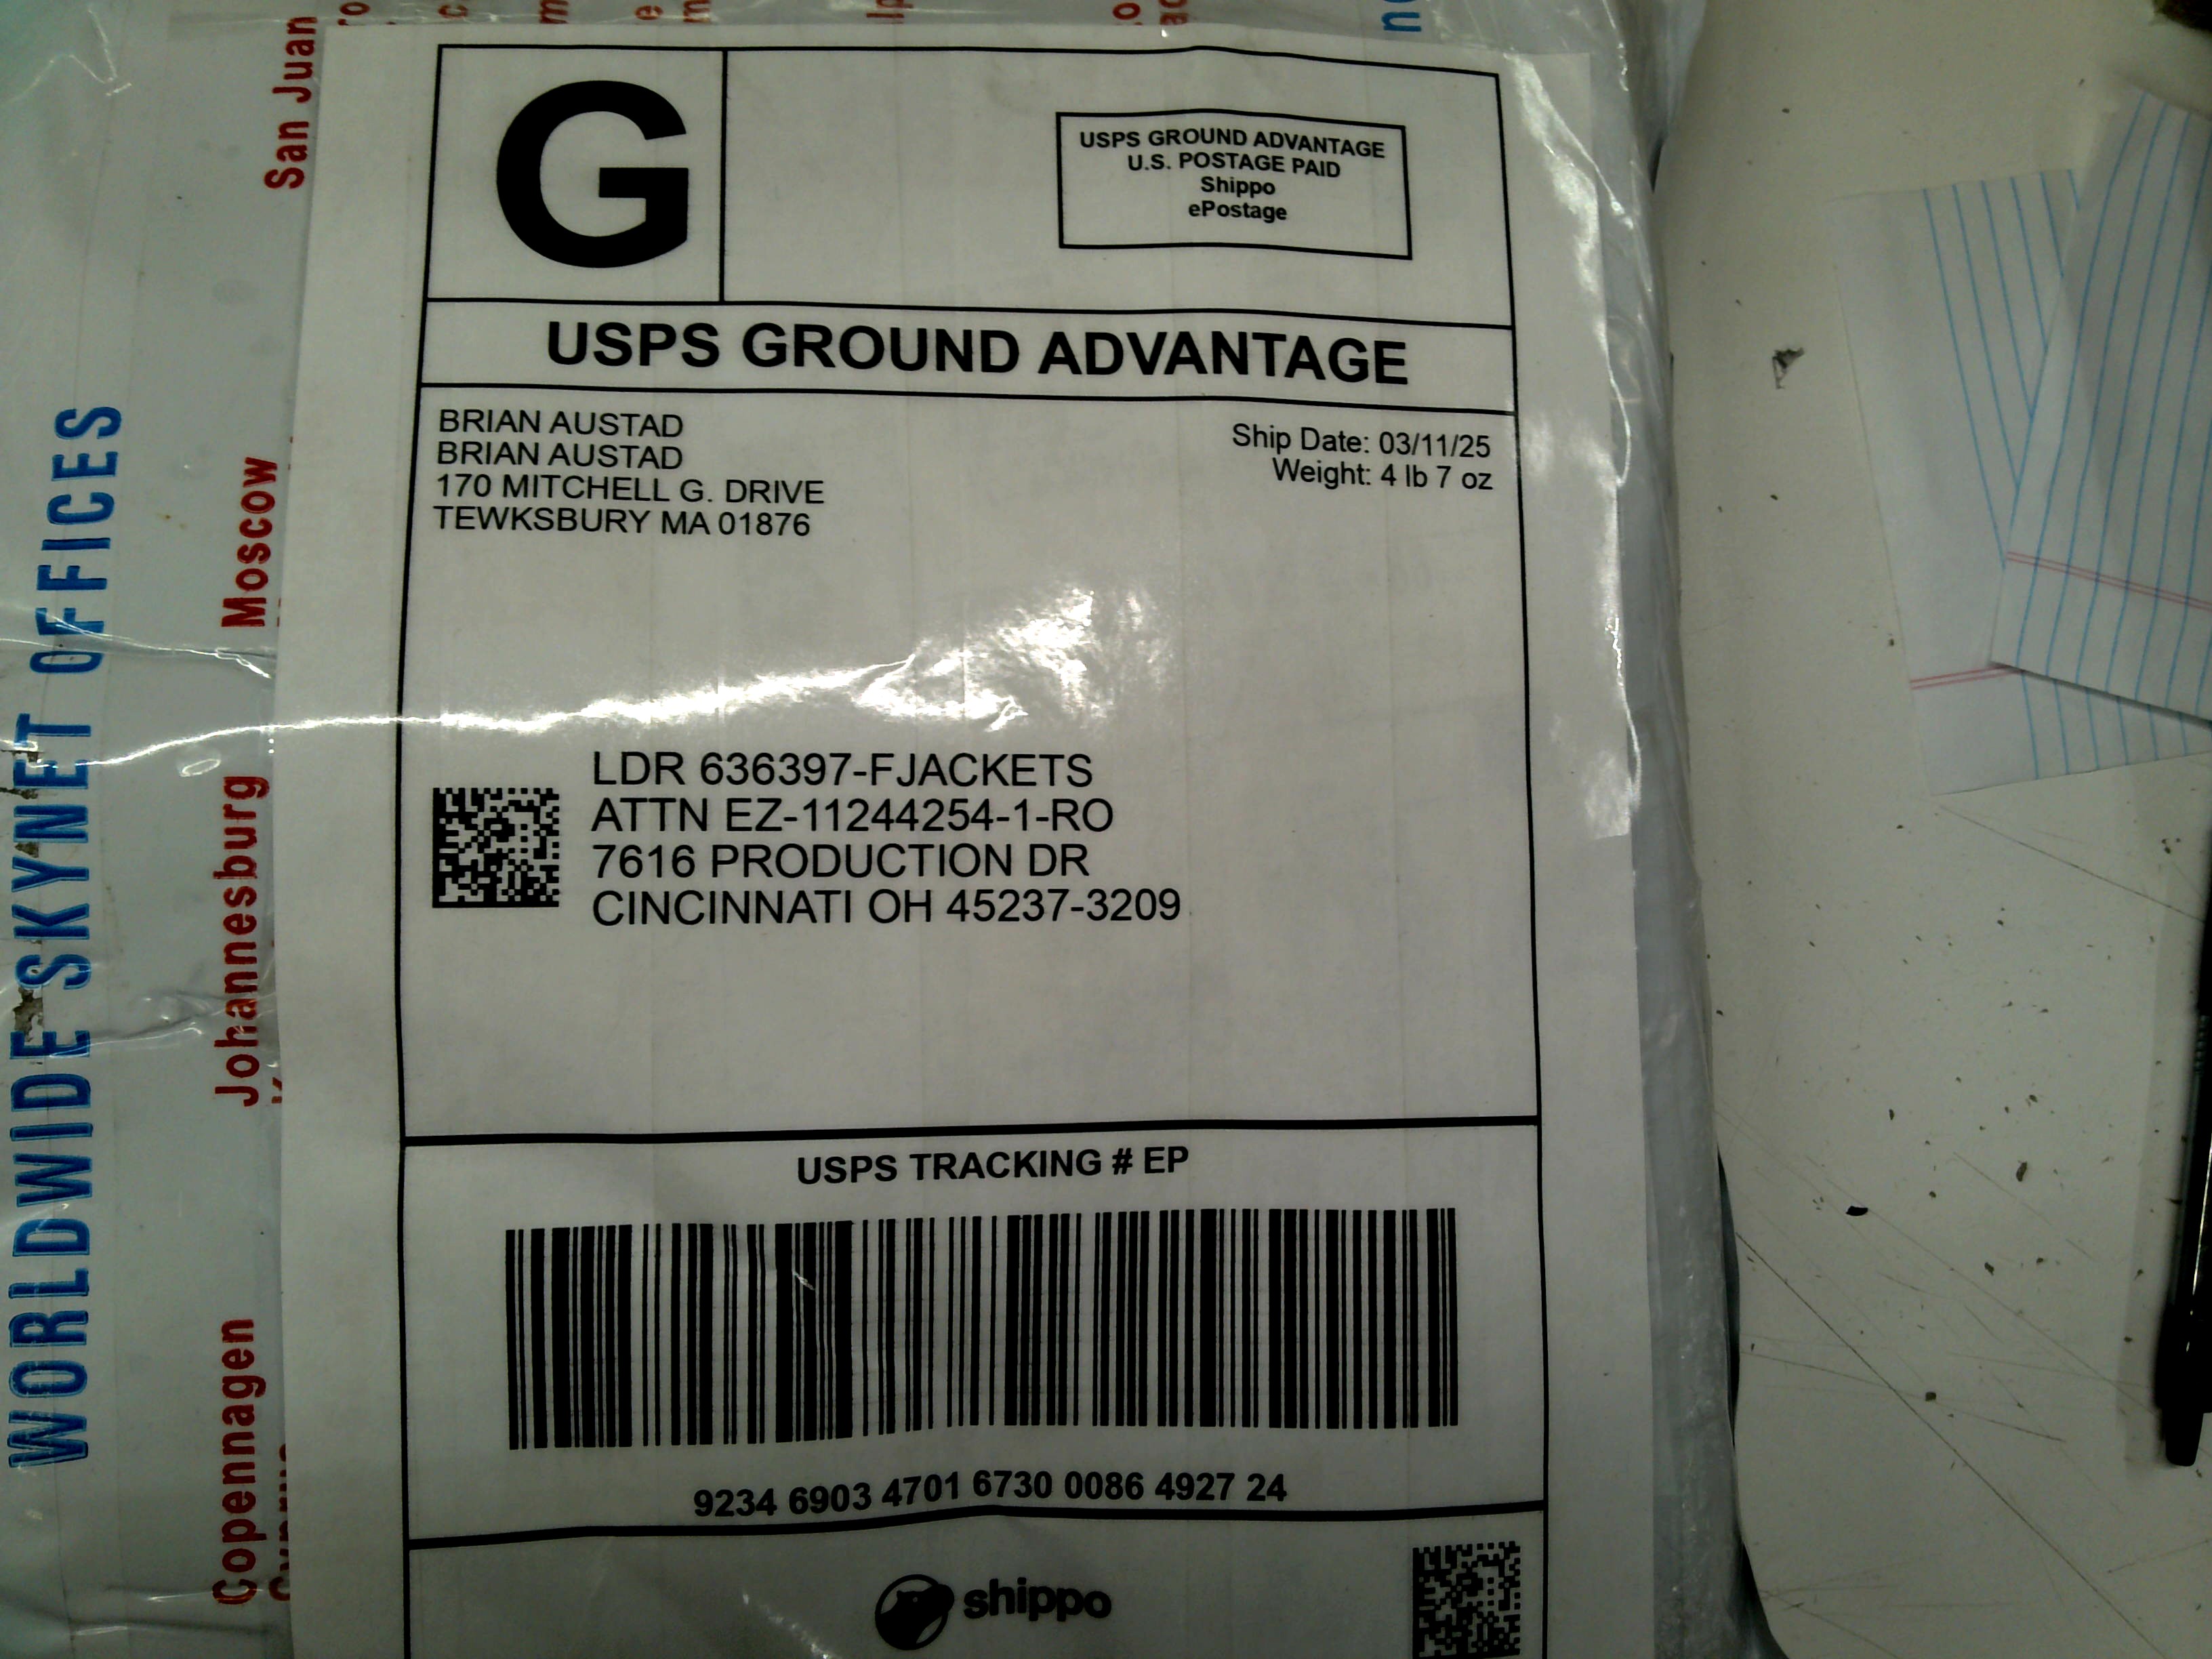 G
USPS GROUND ADVANTAGE
U.S. POSTAGE PAID
Shippo
ePostage
USPS GROUND ADVANTAGE
BRIAN AUSTAD
BRIAN AUSTAD
170 MITCHELL G. DRIVE
TEWKSBURY MA 01876
Ship Date: 03/11/25
Weight: 4 lb 7 oz
LDR 636397-FJACKETS
ATTN EZ-11244254-1-RO
7616 PRODUCTION DR
CINCINNATI OH 45237-3209
USPS TRACKING # EP
9234 6903 4701 6730 0086 4927 24
shippo
WORLDWIDE SKYNET OFFICES
Copennagen
Johannesburg
Moscow
San Juan